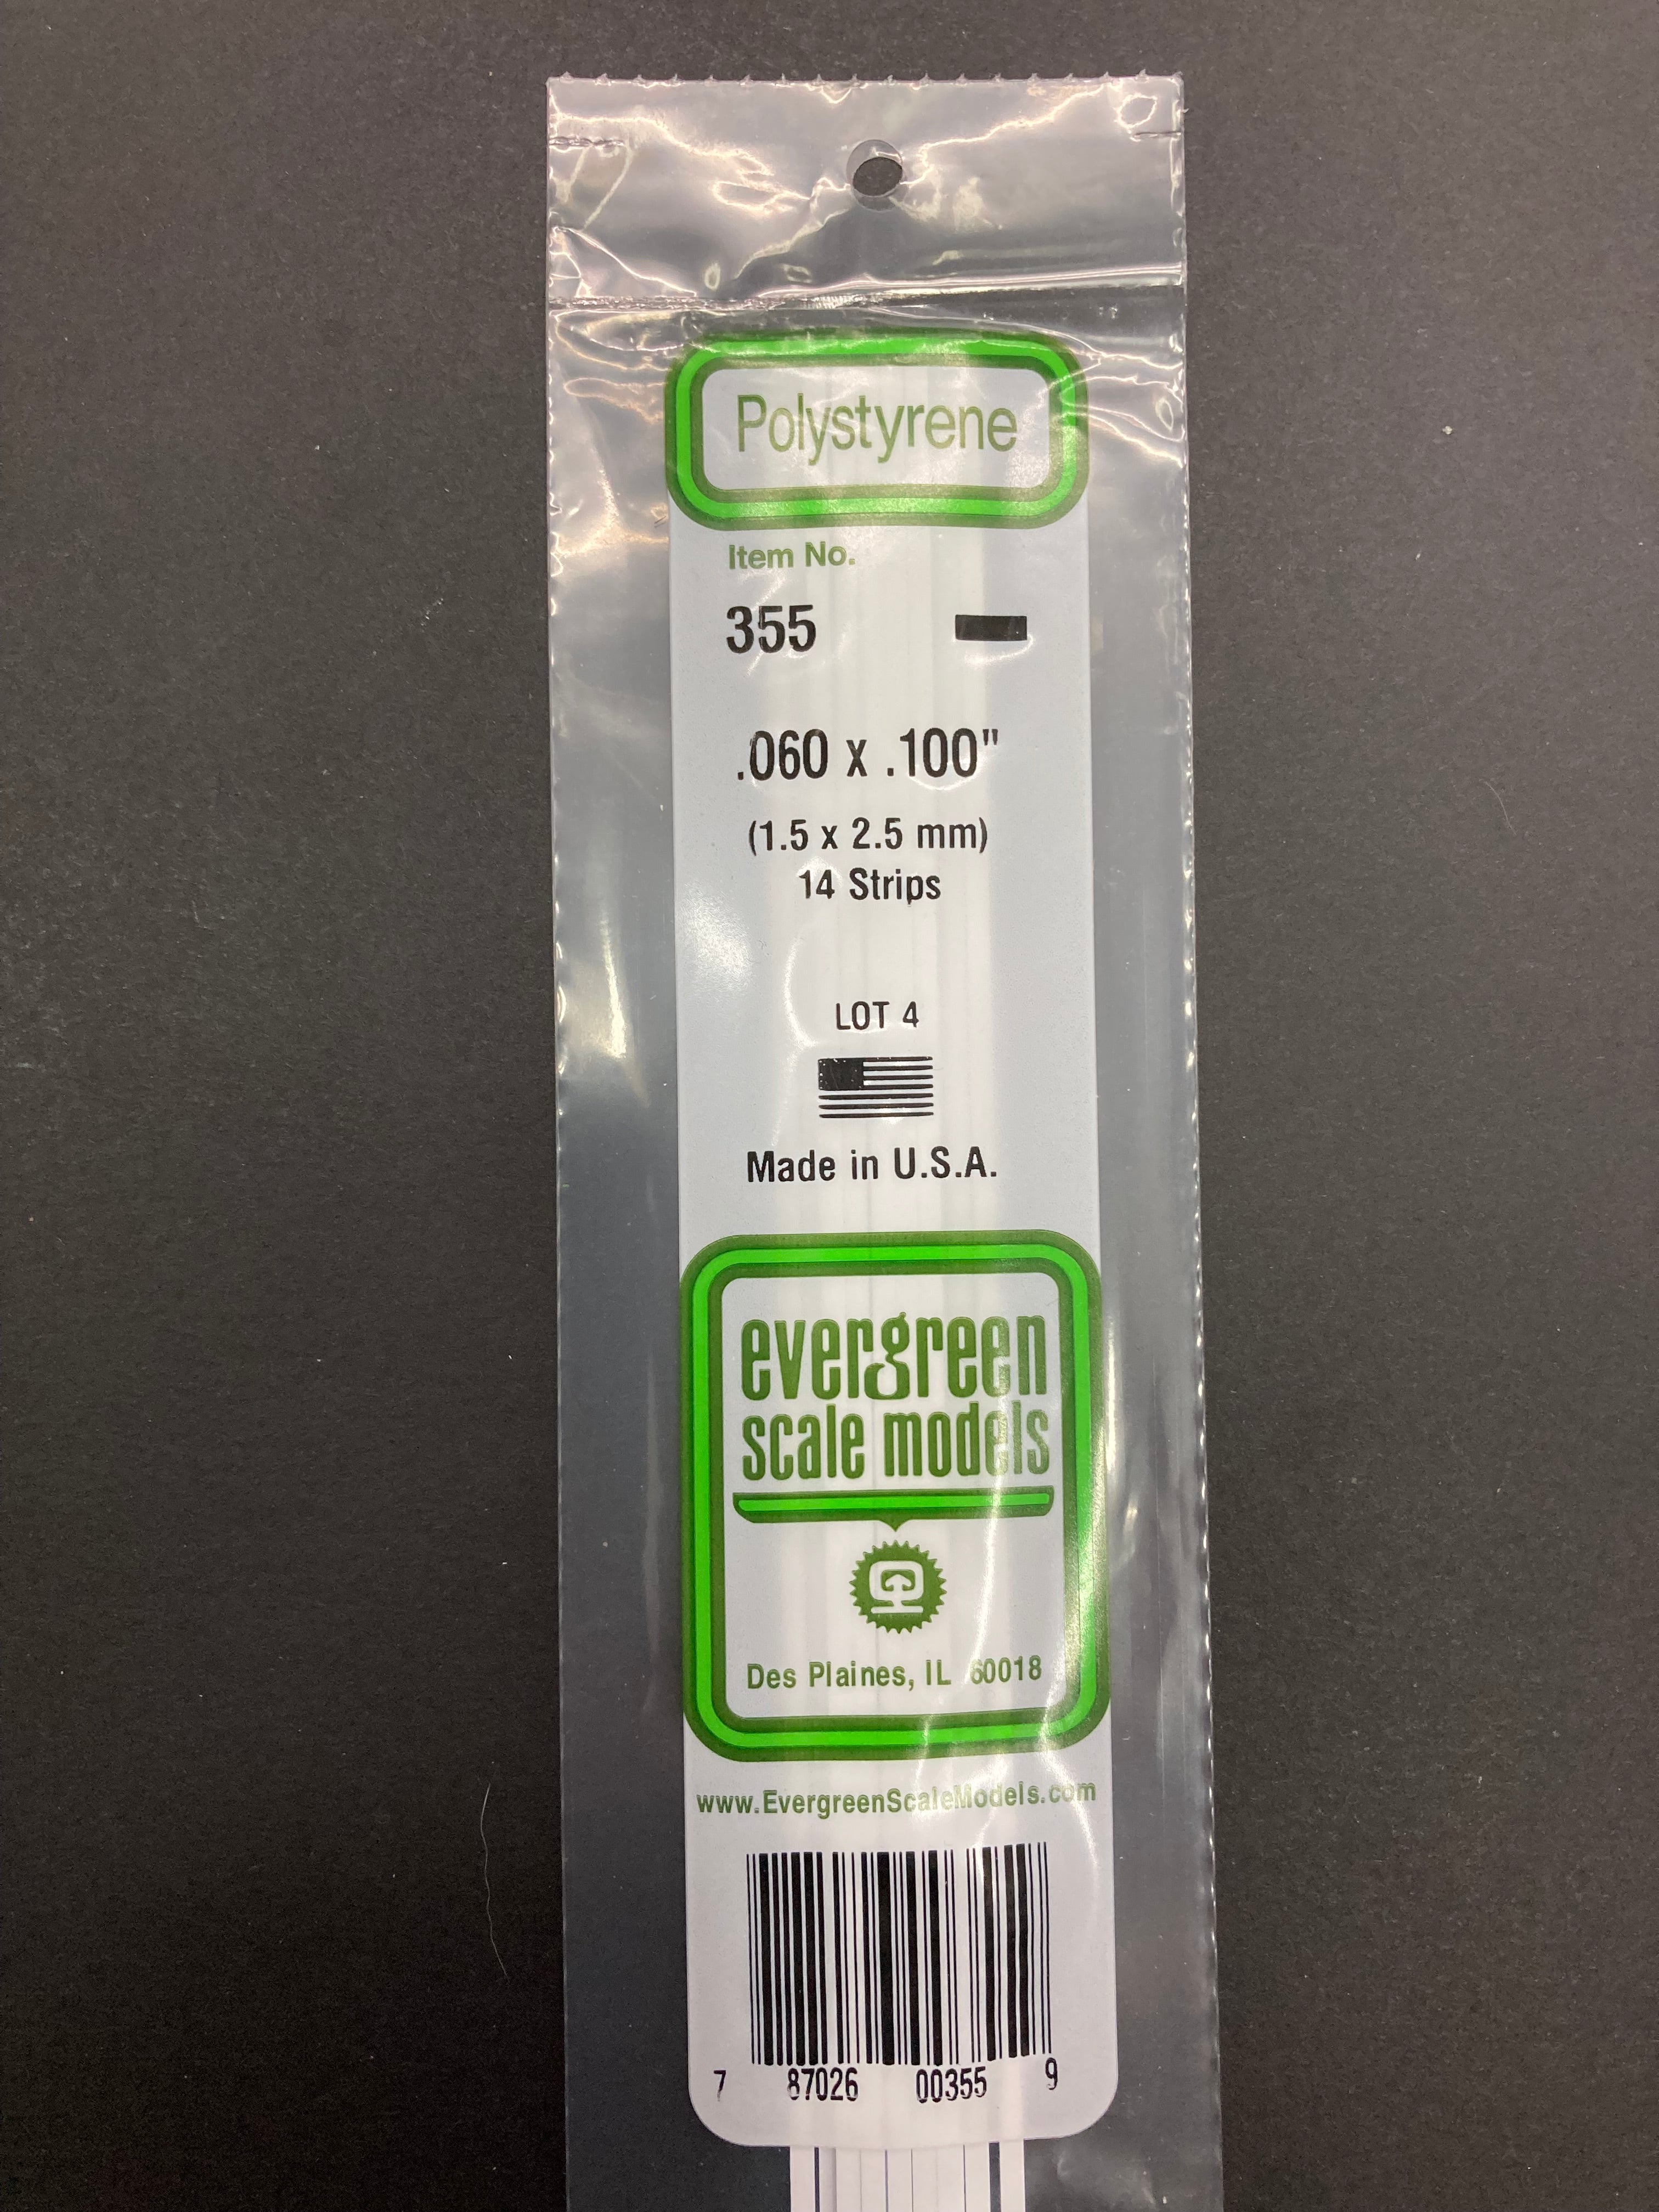 Polystyrene
Item No.
355
.060 x .100"
(1.5 x 2.5 mm)
14 Strips
LOT 4
Made in U.S.A.
evergreen
scale models
Des Plaines, IL 60018
www.EvergreenScaleModels.com
7 87026 00355 9